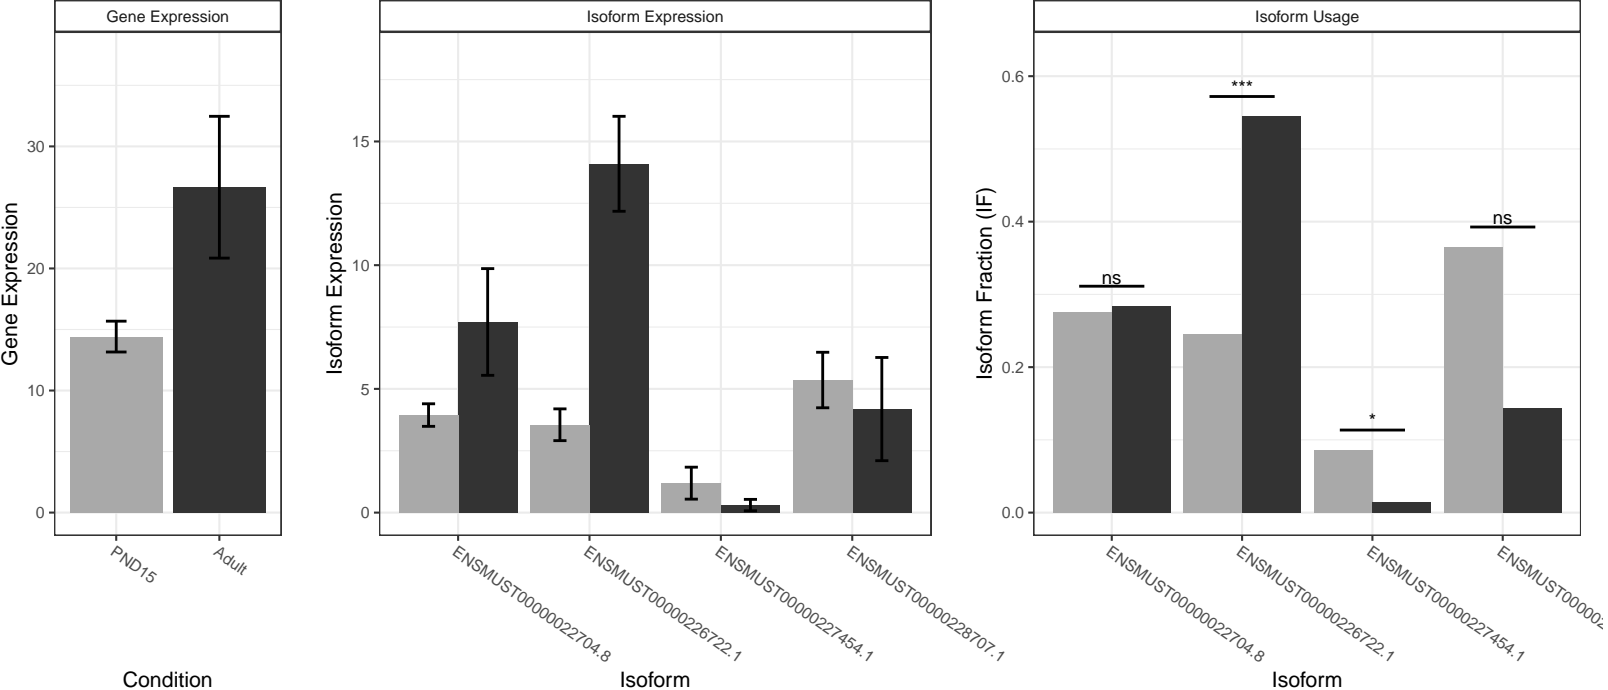 Gene Expression
Gene Expression
30
20
10
0
PND15
Adult
Condition
Isoform Expression
Isoform Expression
15
10
5
0
ENSMUST00000022704.8
ENSMUST00000226722.1
ENSMUST00000227454.1
ENSMUST00000228707.1
Isoform
Isoform Usage
Isoform Fraction (IF)
0.6
0.4
0.2
0.0
ns
***
*
ns
ENSMUST00000022704.8
ENSMUST00000226722.1
ENSMUST00000227454.1
Isoform